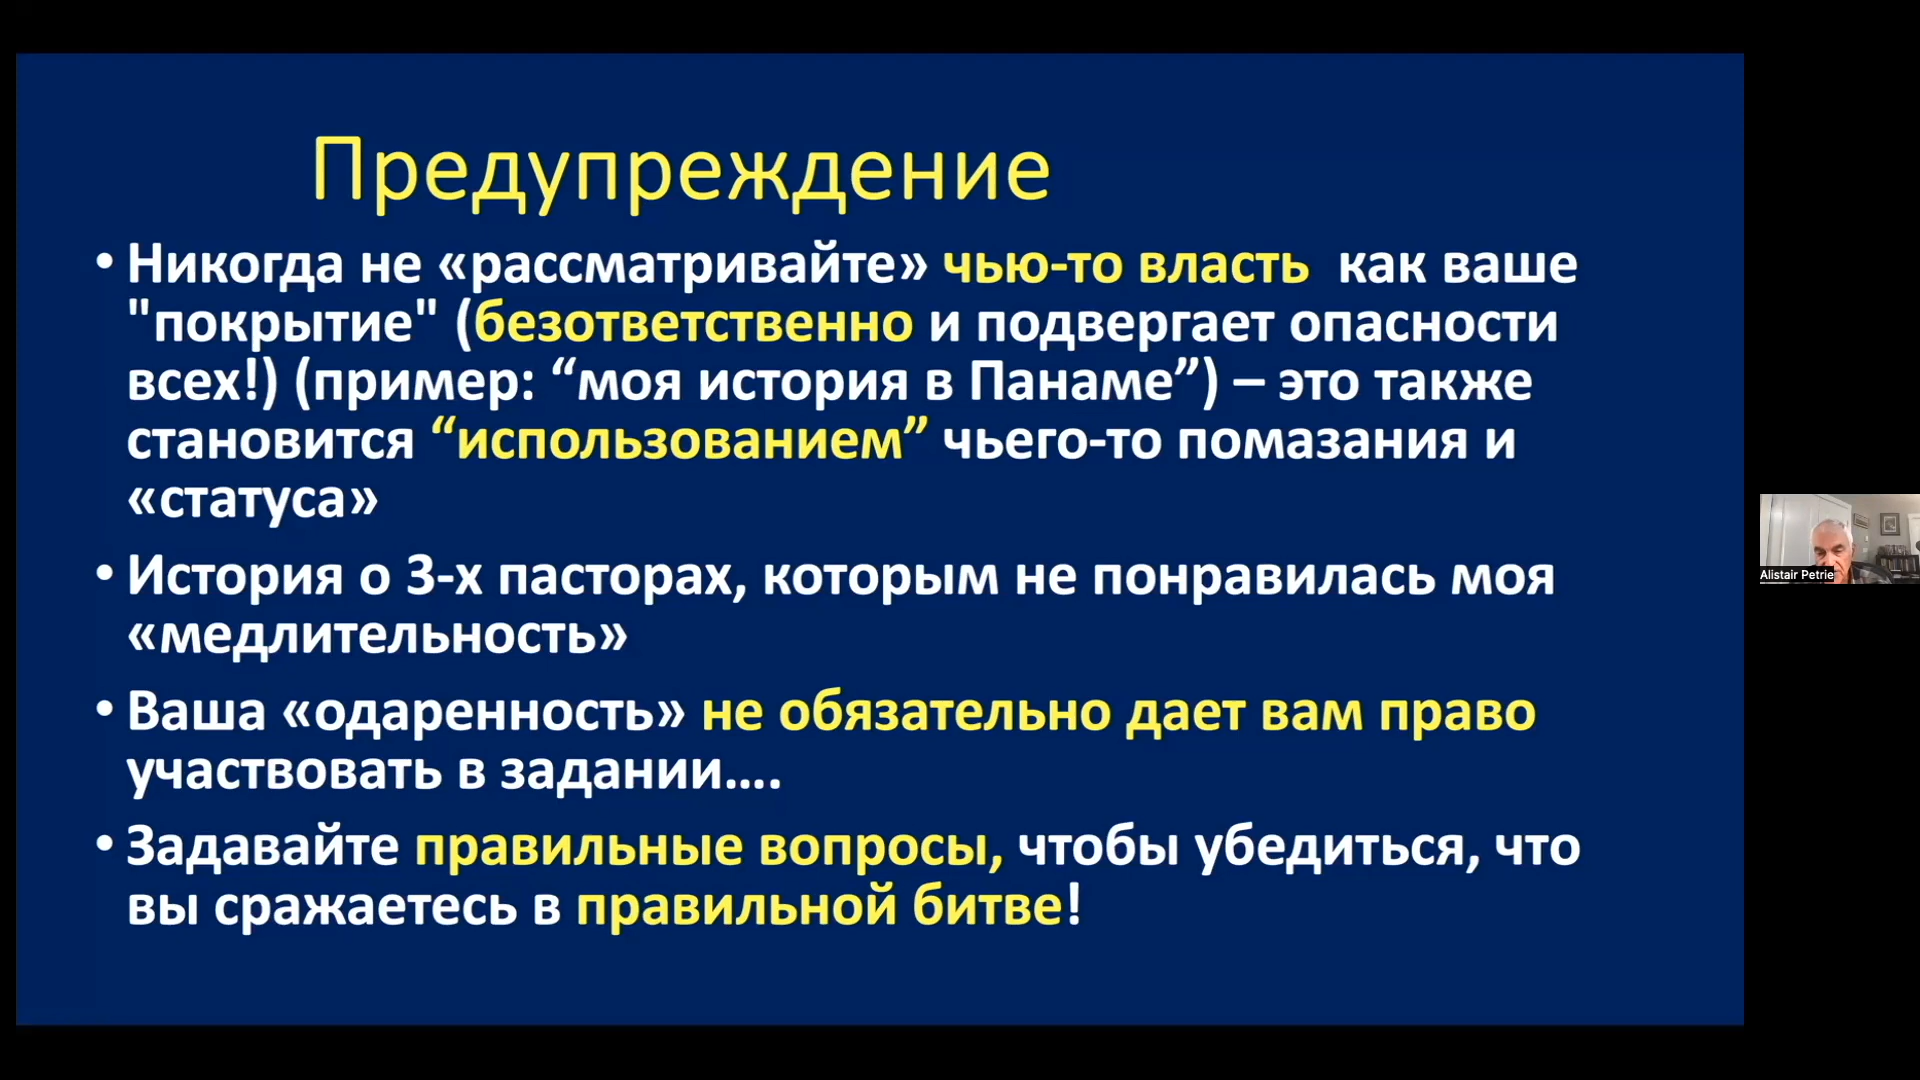 Предупреждение
• Никогда не «рассматривайте» чью-то власть как ваше
"покрытие" (безответственно и подвергает опасности
всех!) (пример: “моя история в Панаме”) – это также
становится “использованием” чьего-то помазания и
«статуса»
• История о 3-х пасторах, которым не понравилась моя
«медлительность»
• Ваша «одаренность» не обязательно дает вам право
участвовать в задании....
• Задавайте правильные вопросы, чтобы убедиться, что
вы сражаетесь в правильной битве!
Alistair Petrie